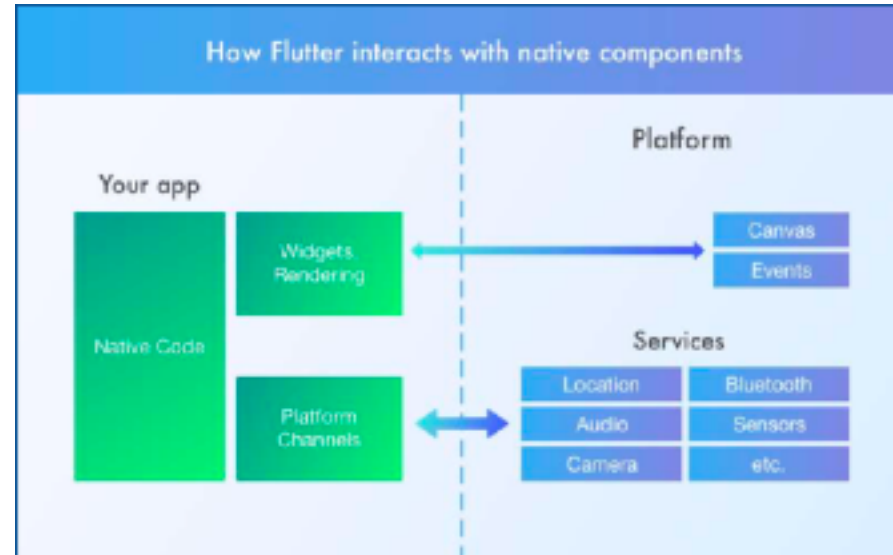 How Flutter interacts with native components
Platform
Your app
Widgets
Rendering
Canvas
Events
Native Code
Services
Platform
Channels
Location
Bluetooth
Audio
Sensors
Camera
etc.